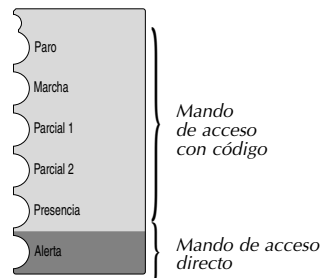 Paro
Marcha
Parcial 1
Parcial 2
Presencia
Alerta
Mando
de acceso
con código
Mando de acceso
directo